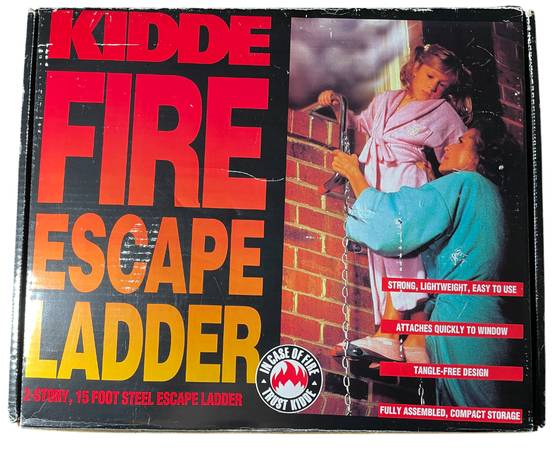 KIDDE
FIRE
ESCAPE
LADDER
2-STORY, 15 FOOT STEEL ESCAPE LADDER
IN CASE OF FIRE
TRUST KIDDE
STRONG, LIGHTWEIGHT, EASY TO USE
ATTACHES QUICKLY TO WINDOW
TANGLE-FREE DESIGN
FULLY ASSEMBLED, COMPACT STORAGE